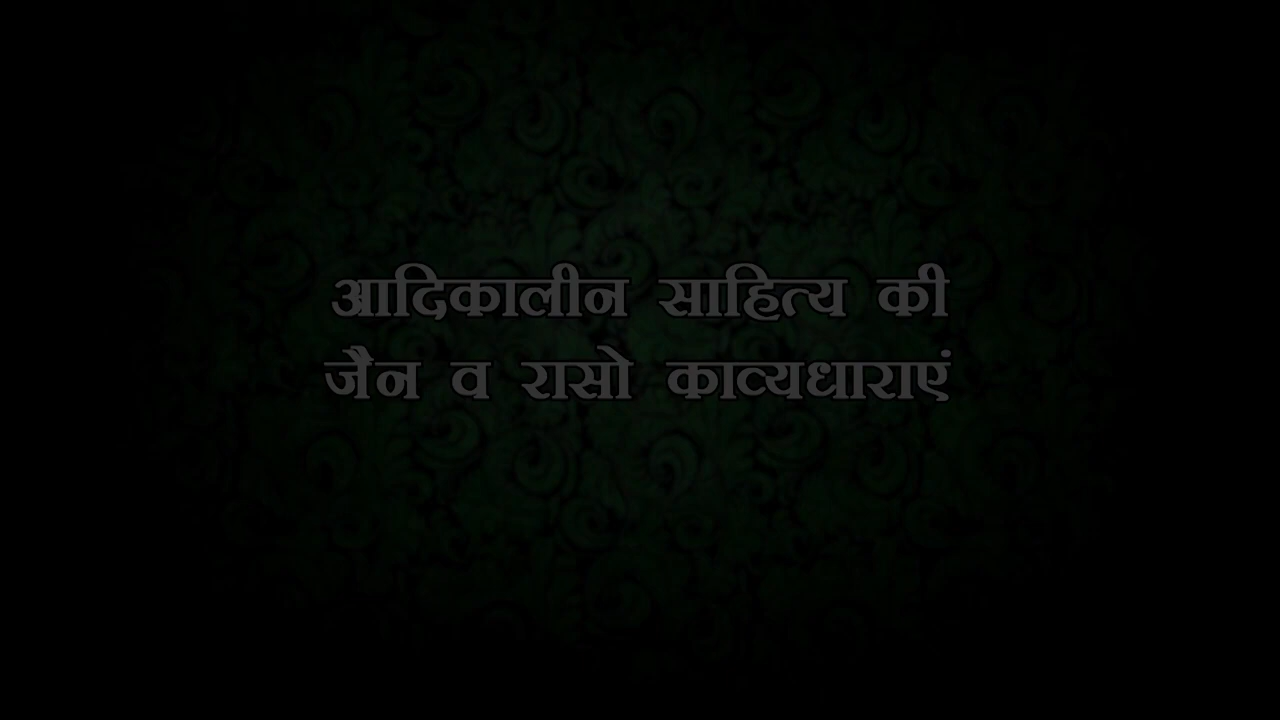 आदिकालीन साहित्य की
जैन व रासो काव्यधाराएं